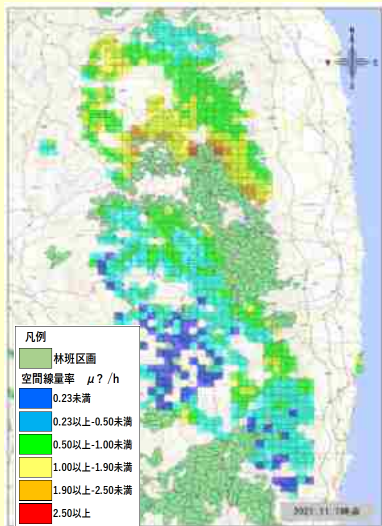 凡例
林班区画
空間線量率 μ?/h
0.23未満
0.23以上-0.50未満
0.50以上-1.00未満
1.00以上-1.90未満
1.90以上-2.50未満
2.50以上